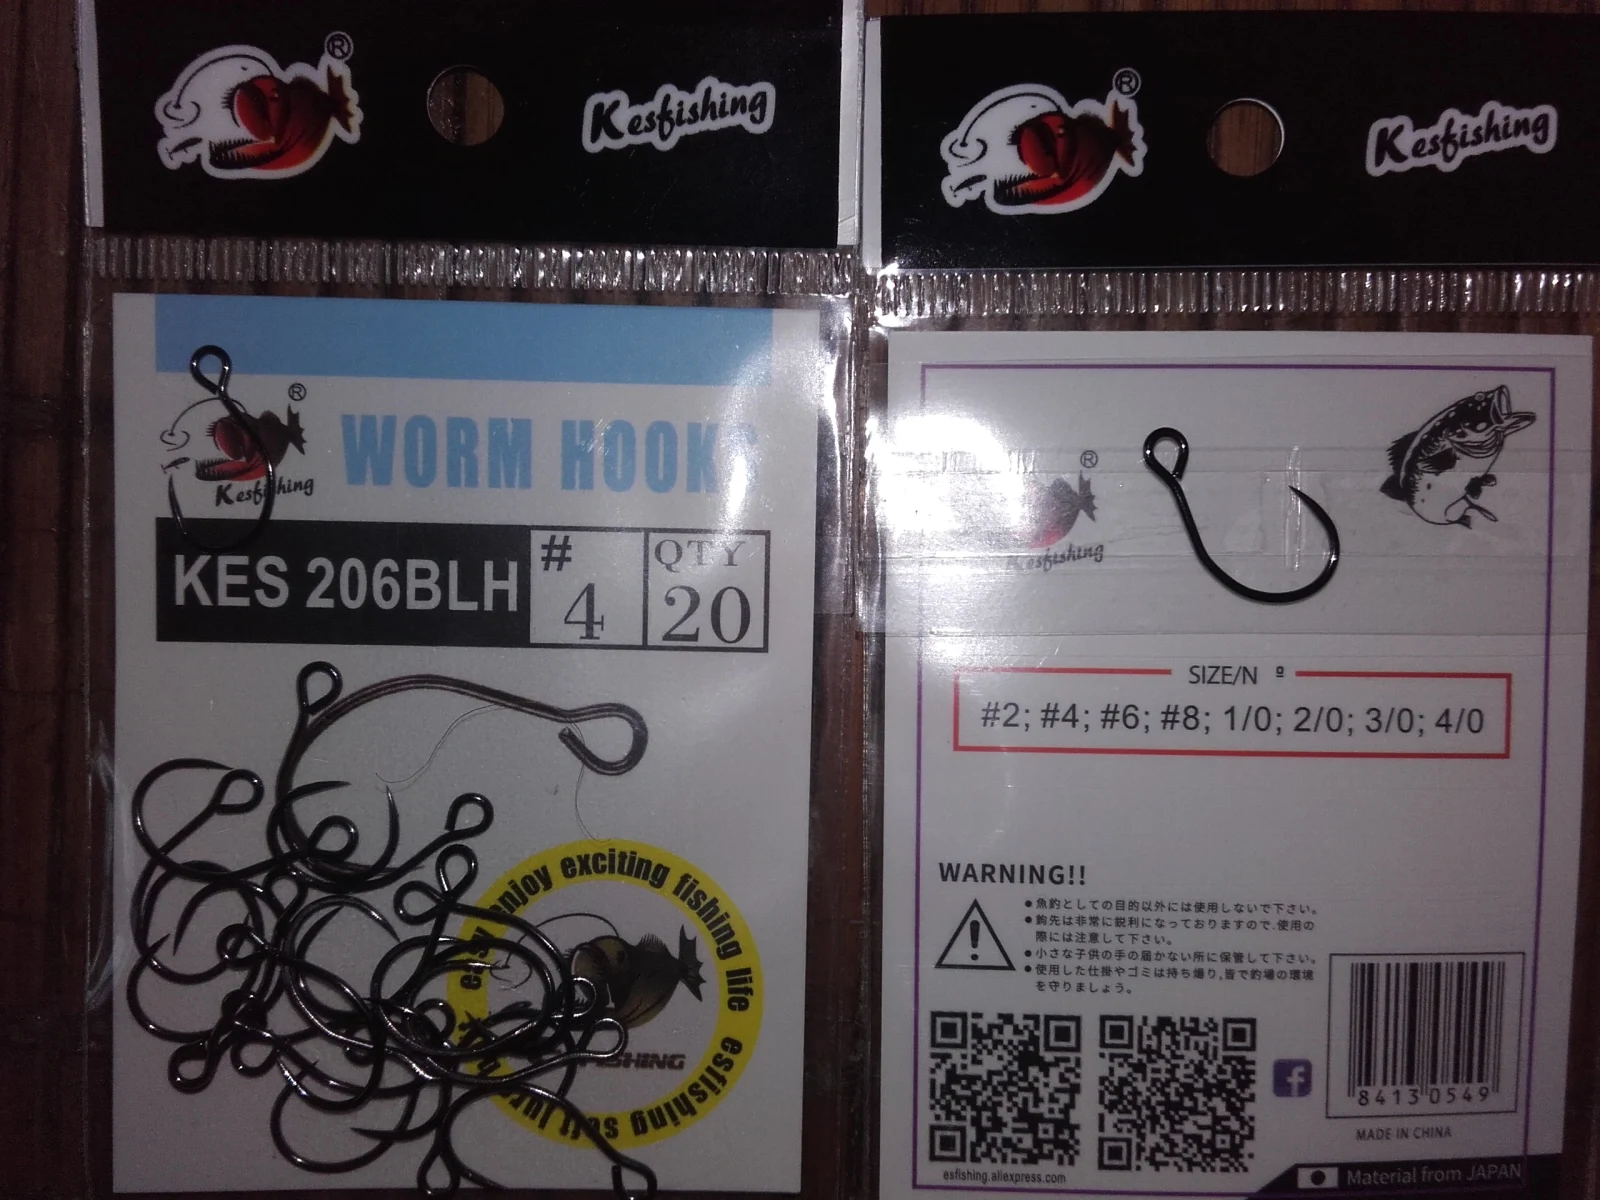 ®
Kesfishing
®
Kesfishing
®
WORM HOOK
Kesfishing
KES 206BLH
#
4
QTY
20
enjoy exciting fishing life
esfishing
easy
SHING
®
Kesfishing
SIZE/N º
#2; #4; #6; #8; 1/0; 2/0; 3/0; 4/0
WARNING!!
●魚釣としての目的以外には使用しないで下さい。
●鉤先は非常に鋭利になっておりますので.使用の
際には注意して下さい。
●小さな子供の手の届かない所に保管して下さい。
●使用した仕掛やゴミは持ち帰り,皆で釣場の環境
を守りましょう。
84130549
MADE IN CHINA
esfishing.aliexpress.com
Material from JAPAN